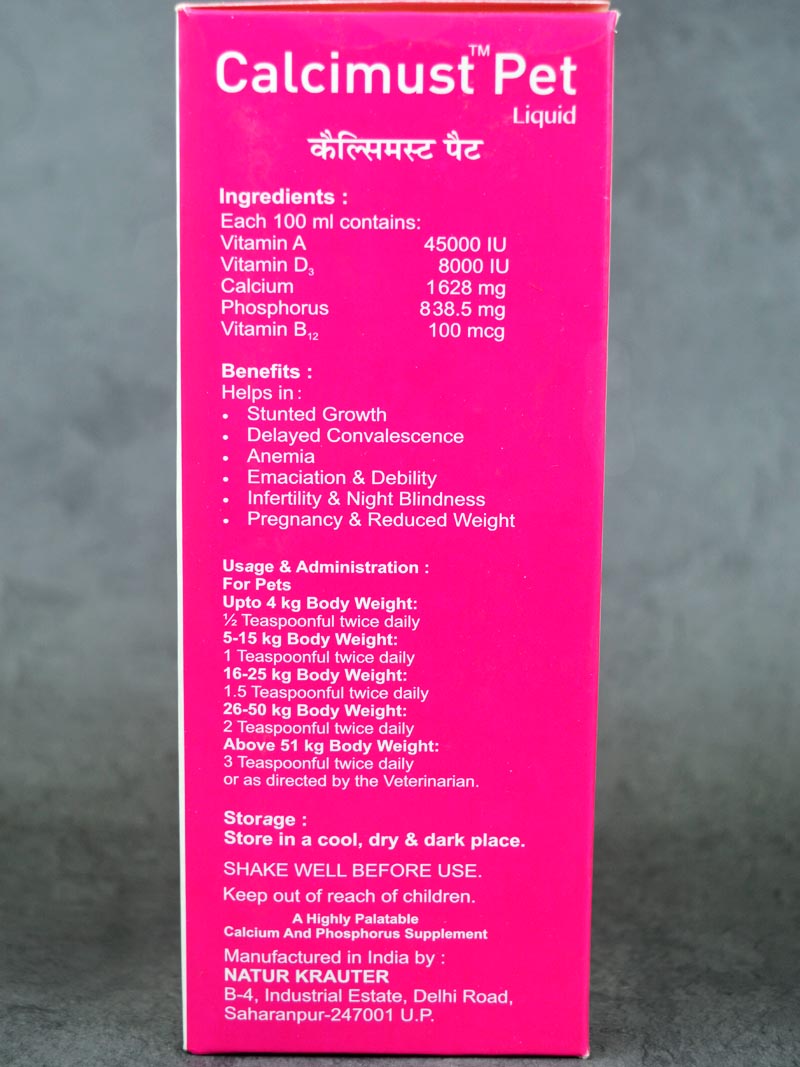 Calcimust™ Pet
Liquid
कैल्सिमस्ट पैट
Ingredients :
Each 100 ml contains:
Vitamin A 45000 IU
Vitamin D₃ 8000 IU
Calcium 1628 mg
Phosphorus 838.5 mg
Vitamin B₁₂ 100 mcg
Benefits :
Helps in :
• Stunted Growth
• Delayed Convalescence
• Anemia
• Emaciation & Debility
• Infertility & Night Blindness
• Pregnancy & Reduced Weight
Usage & Administration :
For Pets
Upto 4 kg Body Weight:
½ Teaspoonful twice daily
5-15 kg Body Weight:
1 Teaspoonful twice daily
16-25 kg Body Weight:
1.5 Teaspoonful twice daily
26-50 kg Body Weight:
2 Teaspoonful twice daily
Above 51 kg Body Weight:
3 Teaspoonful twice daily
or as directed by the Veterinarian.
Storage :
Store in a cool, dry & dark place.
SHAKE WELL BEFORE USE.
Keep out of reach of children.
A Highly Palatable
Calcium And Phosphorus Supplement
Manufactured in India by :
NATUR KRAUTER
B-4, Industrial Estate, Delhi Road,
Saharanpur-247001 U.P.